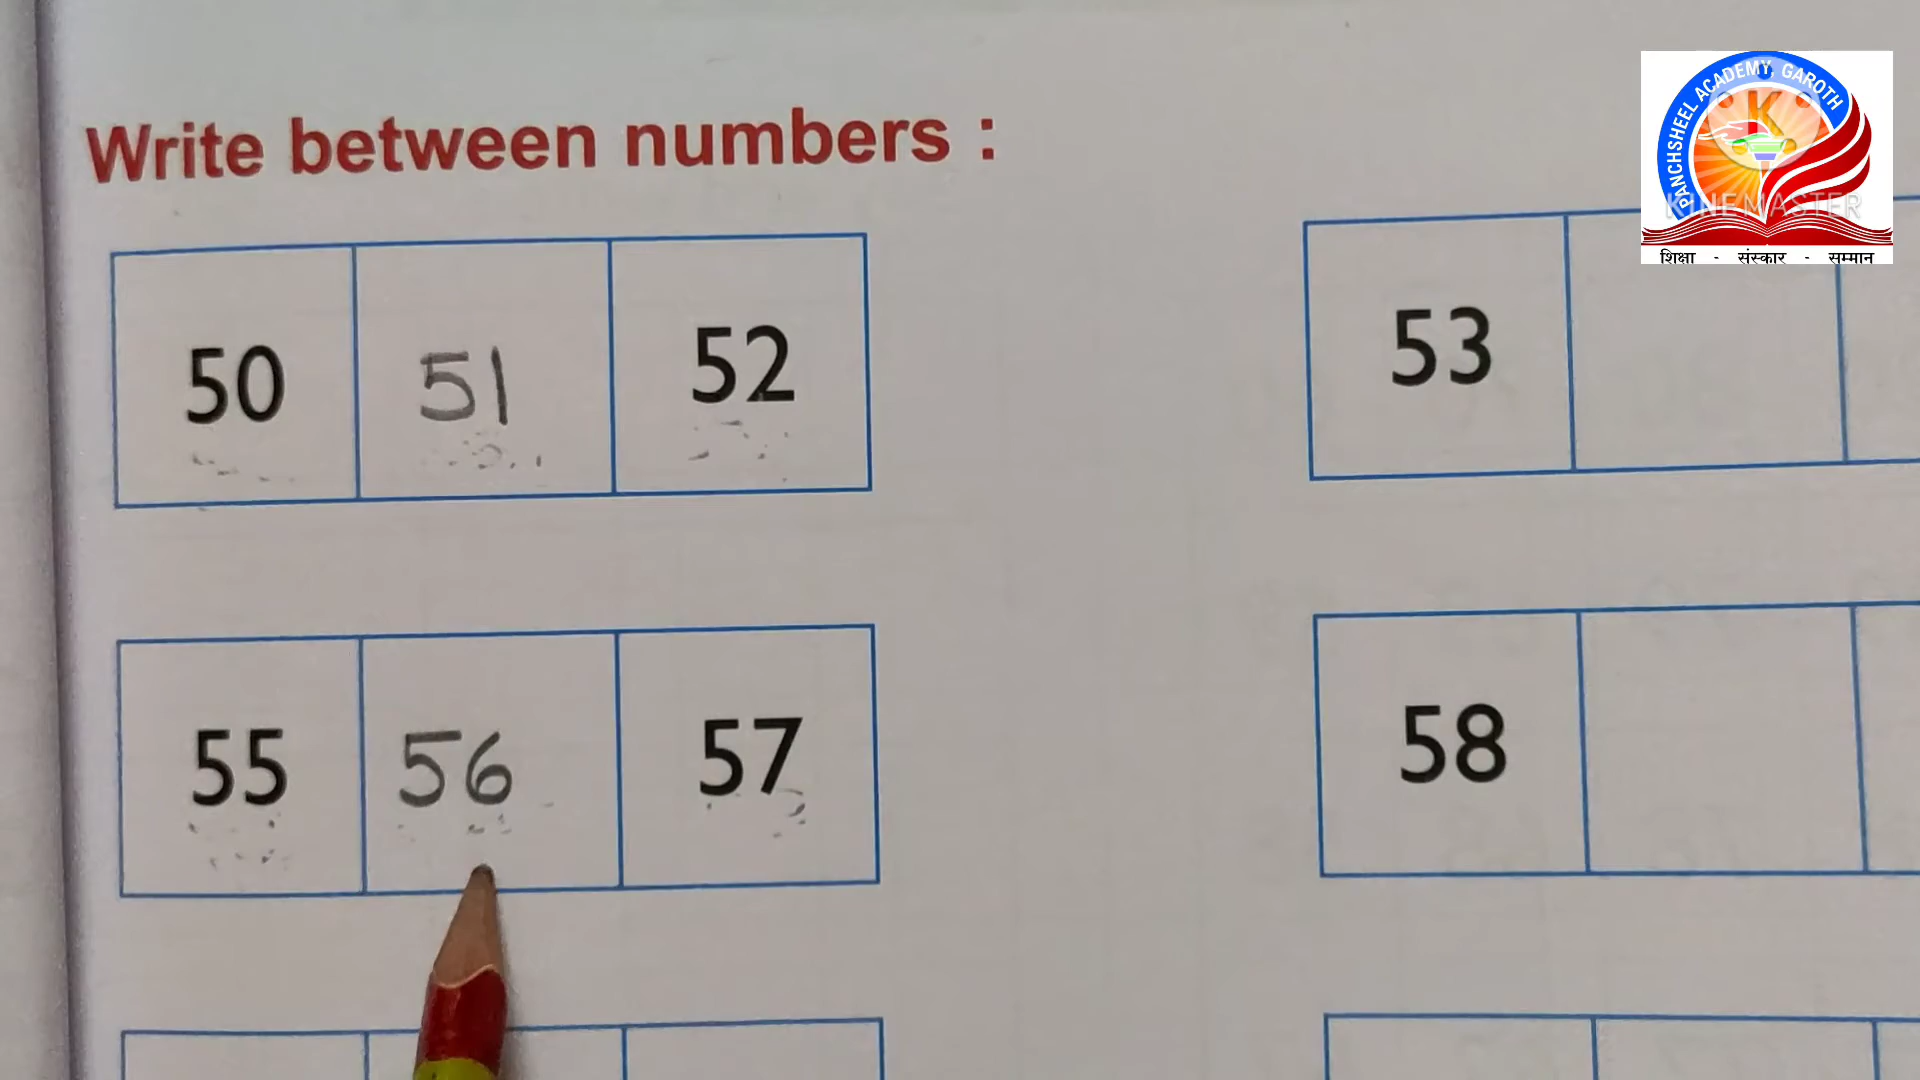 Write between numbers :
50 51 52
53
55 56 57
58
PANCHSHEEL ACADEMY, GAROTH
K
KINEMASTER
शिक्षा - संस्कार - सम्मान